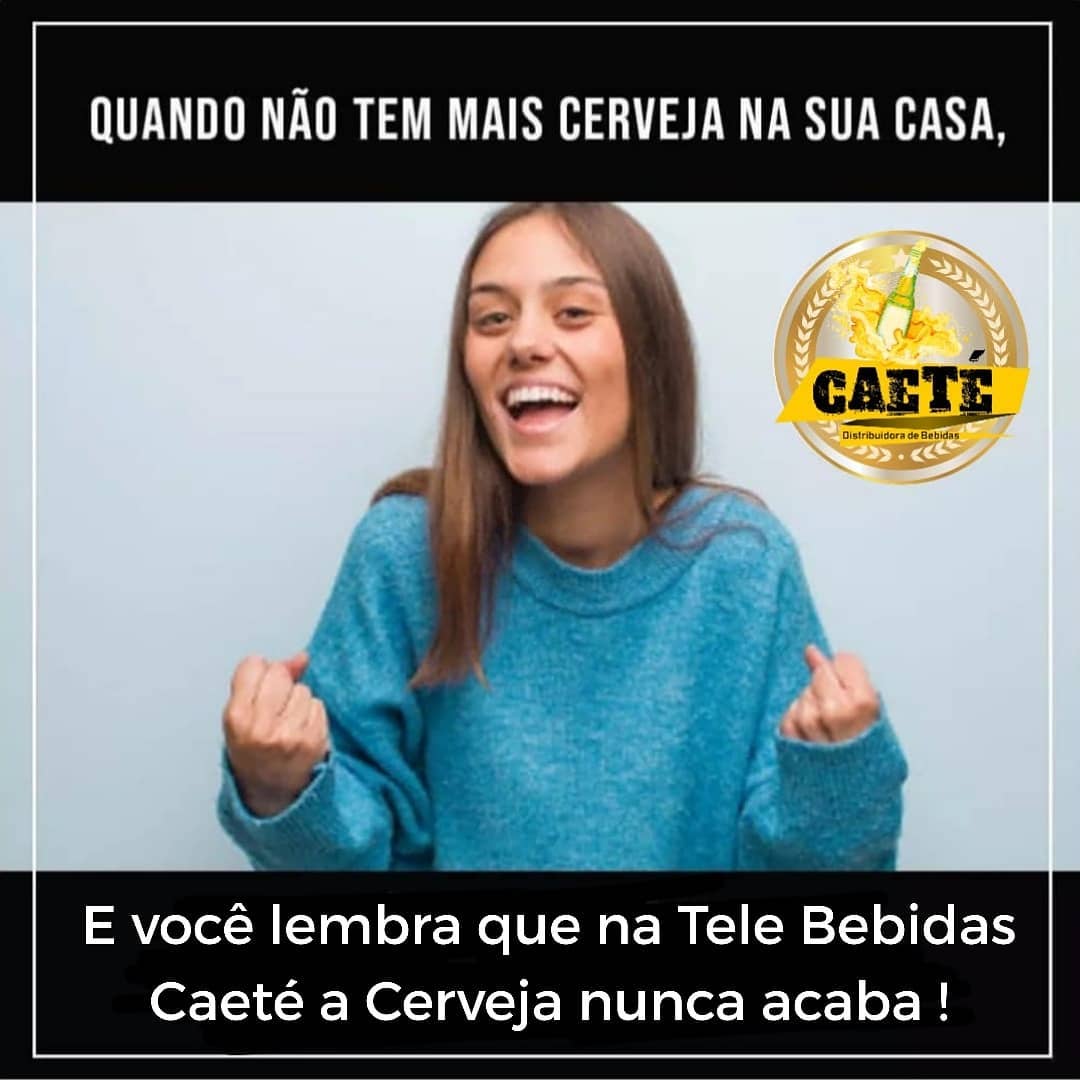 QUANDO NÃO TEM MAIS CERVEJA NA SUA CASA,
CAETÉ
Distribuidora de Bebidas
E você lembra que na Tele Bebidas
Caeté a Cerveja nunca acaba !